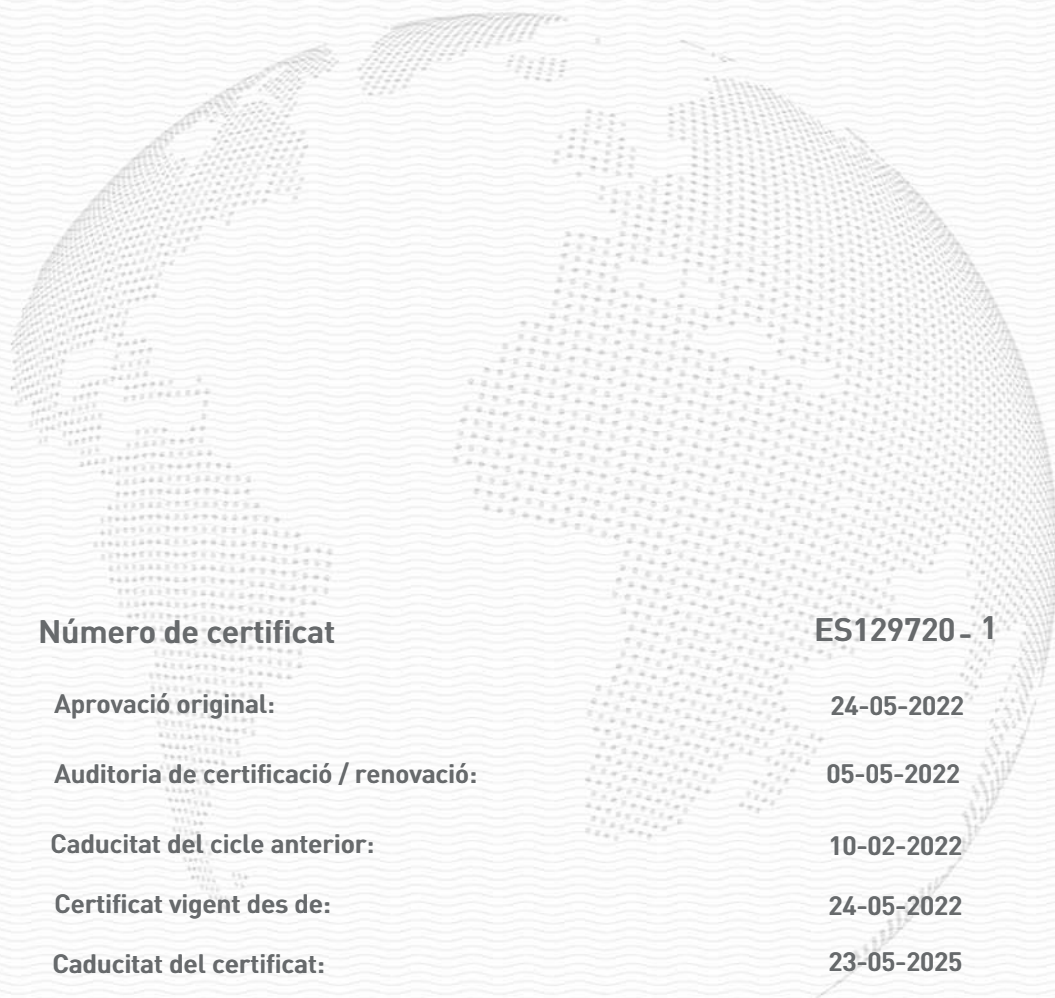 Número de certificat ES129720- 1
Aprovació original: 24-05-2022
Auditoria de certificació / renovació: 05-05-2022
Caducitat del cicle anterior: 10-02-2022
Certificat vigent des de: 24-05-2022
Caducitat del certificat: 23-05-2025